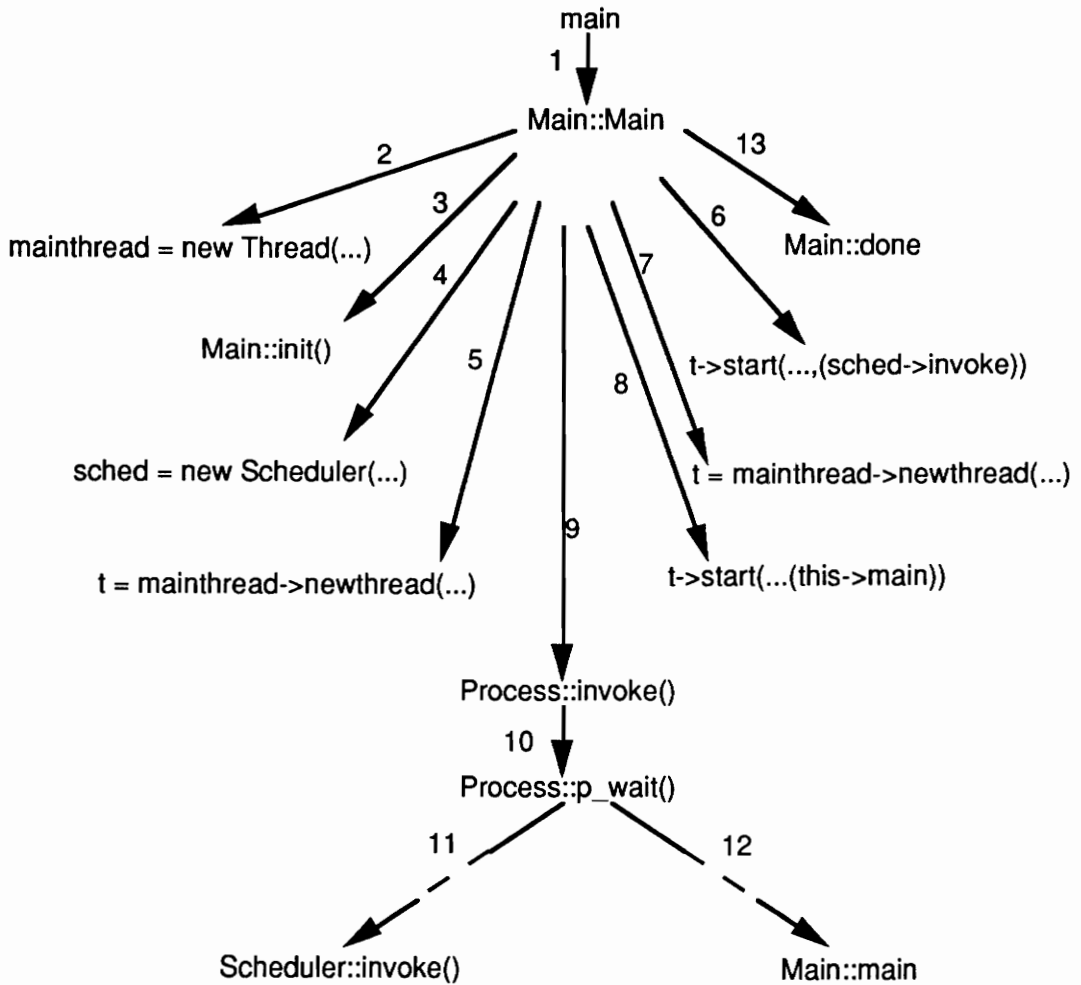 main
1
Main::Main
2
13
3
6
mainthread = new Thread(...)
Main::done
4
7
Main::init()
5
t->start(...,(sched->invoke))
8
sched = new Scheduler(...)
t = mainthread->newthread(...)
9
t = mainthread->newthread(...)
t->start(...(this->main))
Process::invoke()
10
Process::p_wait()
11
12
Scheduler::invoke()
Main::main